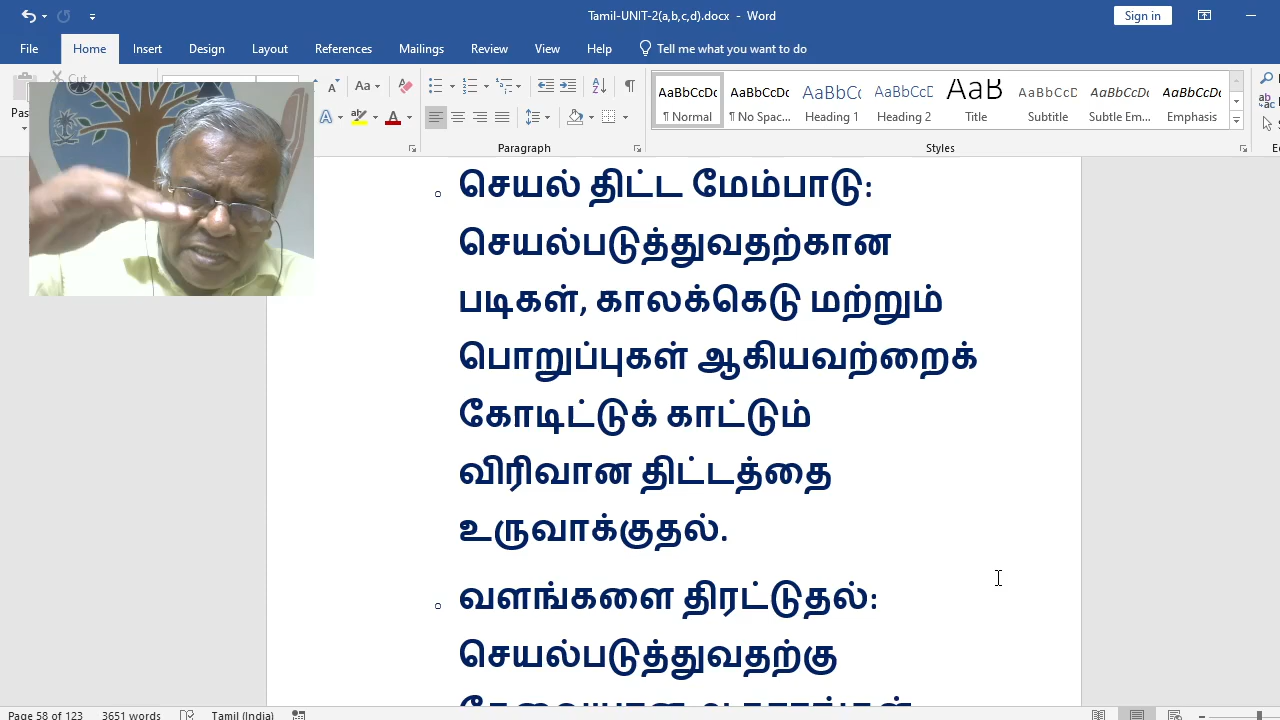 Tamil-UNIT-2(a,b,c,d).docx - Word
Sign in
File Home Insert Design Layout References Mailings Review View Help Tell me what you want to do
Cut
Aa
AaBbCcDc AaBbCcDc AaBbCc AaBbCcD AaB AaBbCcD AaBbCcDc AaBbCcDc
¶ Normal ¶ No Spac... Heading 1 Heading 2 Title Subtitle Subtle Em... Emphasis
Paragraph Styles
செயல் திட்ட மேம்பாடு:
செயல்படுத்துவதற்கான
படிகள், காலக்கெடு மற்றும்
பொறுப்புகள் ஆகியவற்றைக்
கோடிட்டுக் காட்டும்
விரிவான திட்டத்தை
உருவாக்குதல்.
வளங்களை திரட்டுதல்:
செயல்படுத்துவதற்கு
Page 58 of 123 3651 words Tamil (India)